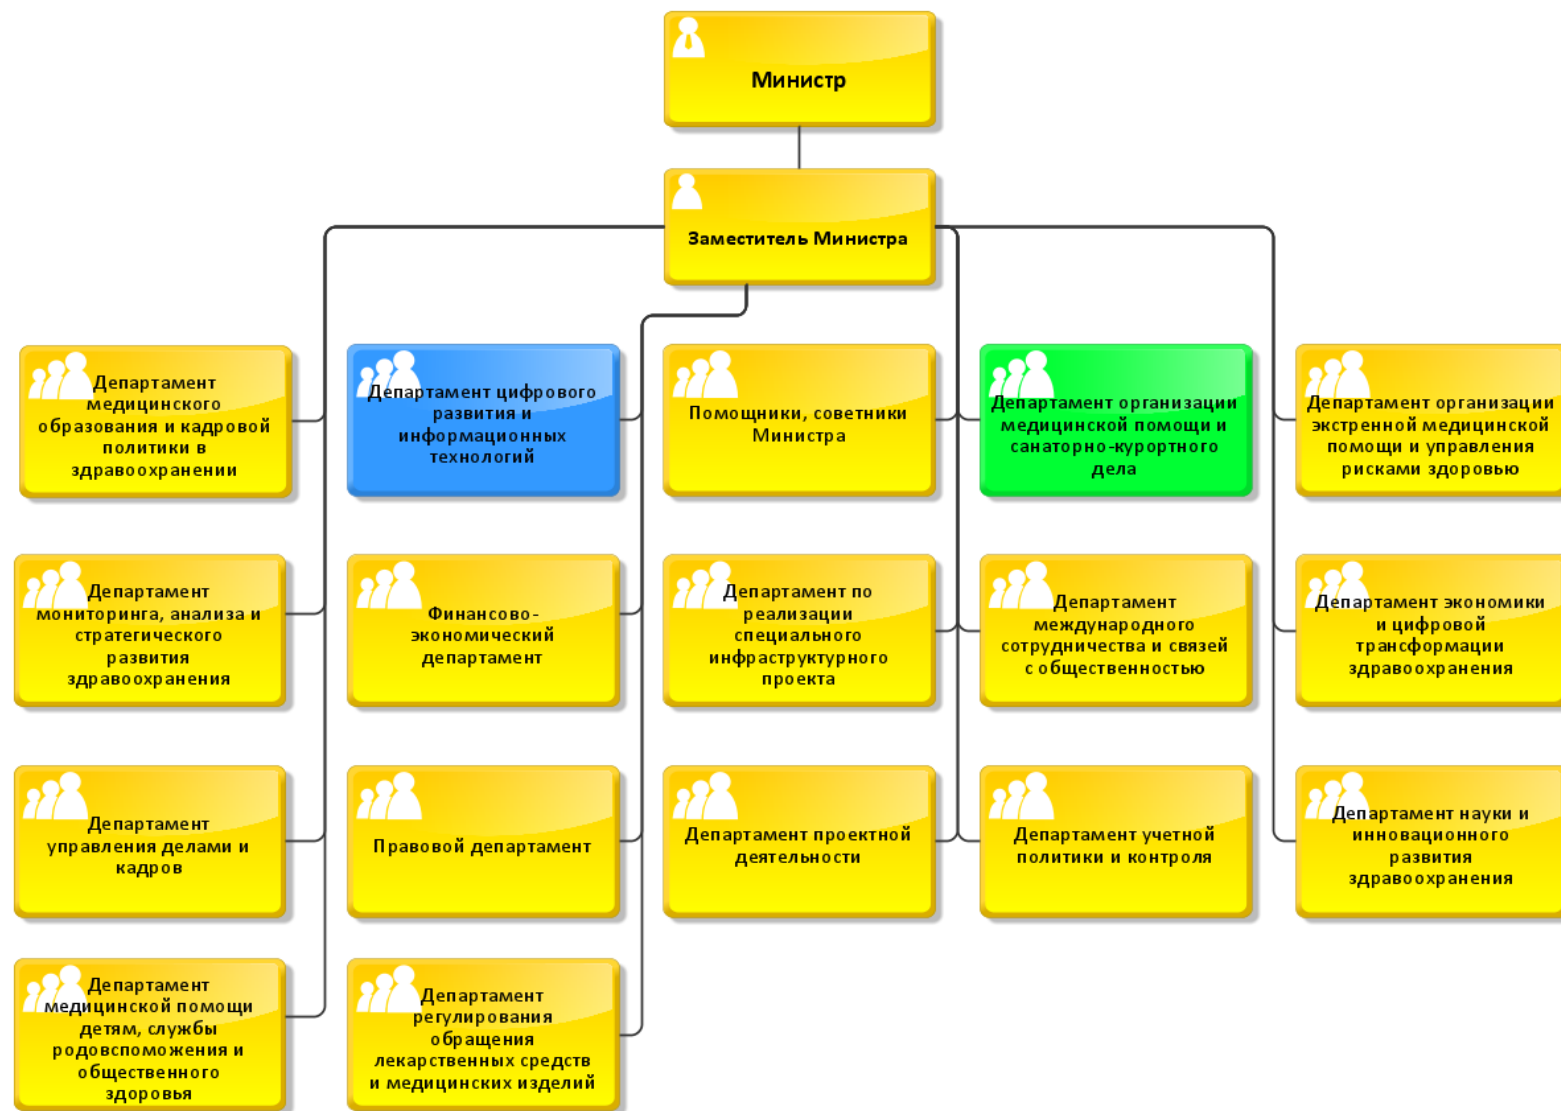 Министр
Заместитель Министра
Департамент
медицинского
образования и кадровой
политики в
здравоохранении
Департамент цифрового
развития и
информационных
технологий
Помощники, советники
Министра
Департамент организации
медицинской помощи и
санаторно-курортного
дела
Департамент организации
экстренной медицинской
помощи и управления
рисками здоровью
Департамент
мониторинга, анализа и
стратегического
развития
здравоохранения
Финансово-
экономический
департамент
Департамент по
реализации
специального
инфраструктурного
проекта
Департамент
международного
сотрудничества и связей
с общественностью
Департамент экономики
и цифровой
трансформации
здравоохранения
Департамент
управления делами и
кадров
Правовой департамент
Департамент проектной
деятельности
Департамент учетной
политики и контроля
Департамент науки и
инновационного
развития
здравоохранения
Департамент
медицинской помощи
детям, службы
родовспоможения и
общественного
здоровья
Департамент
регулирования
обращения
лекарственных средств
и медицинских изделий